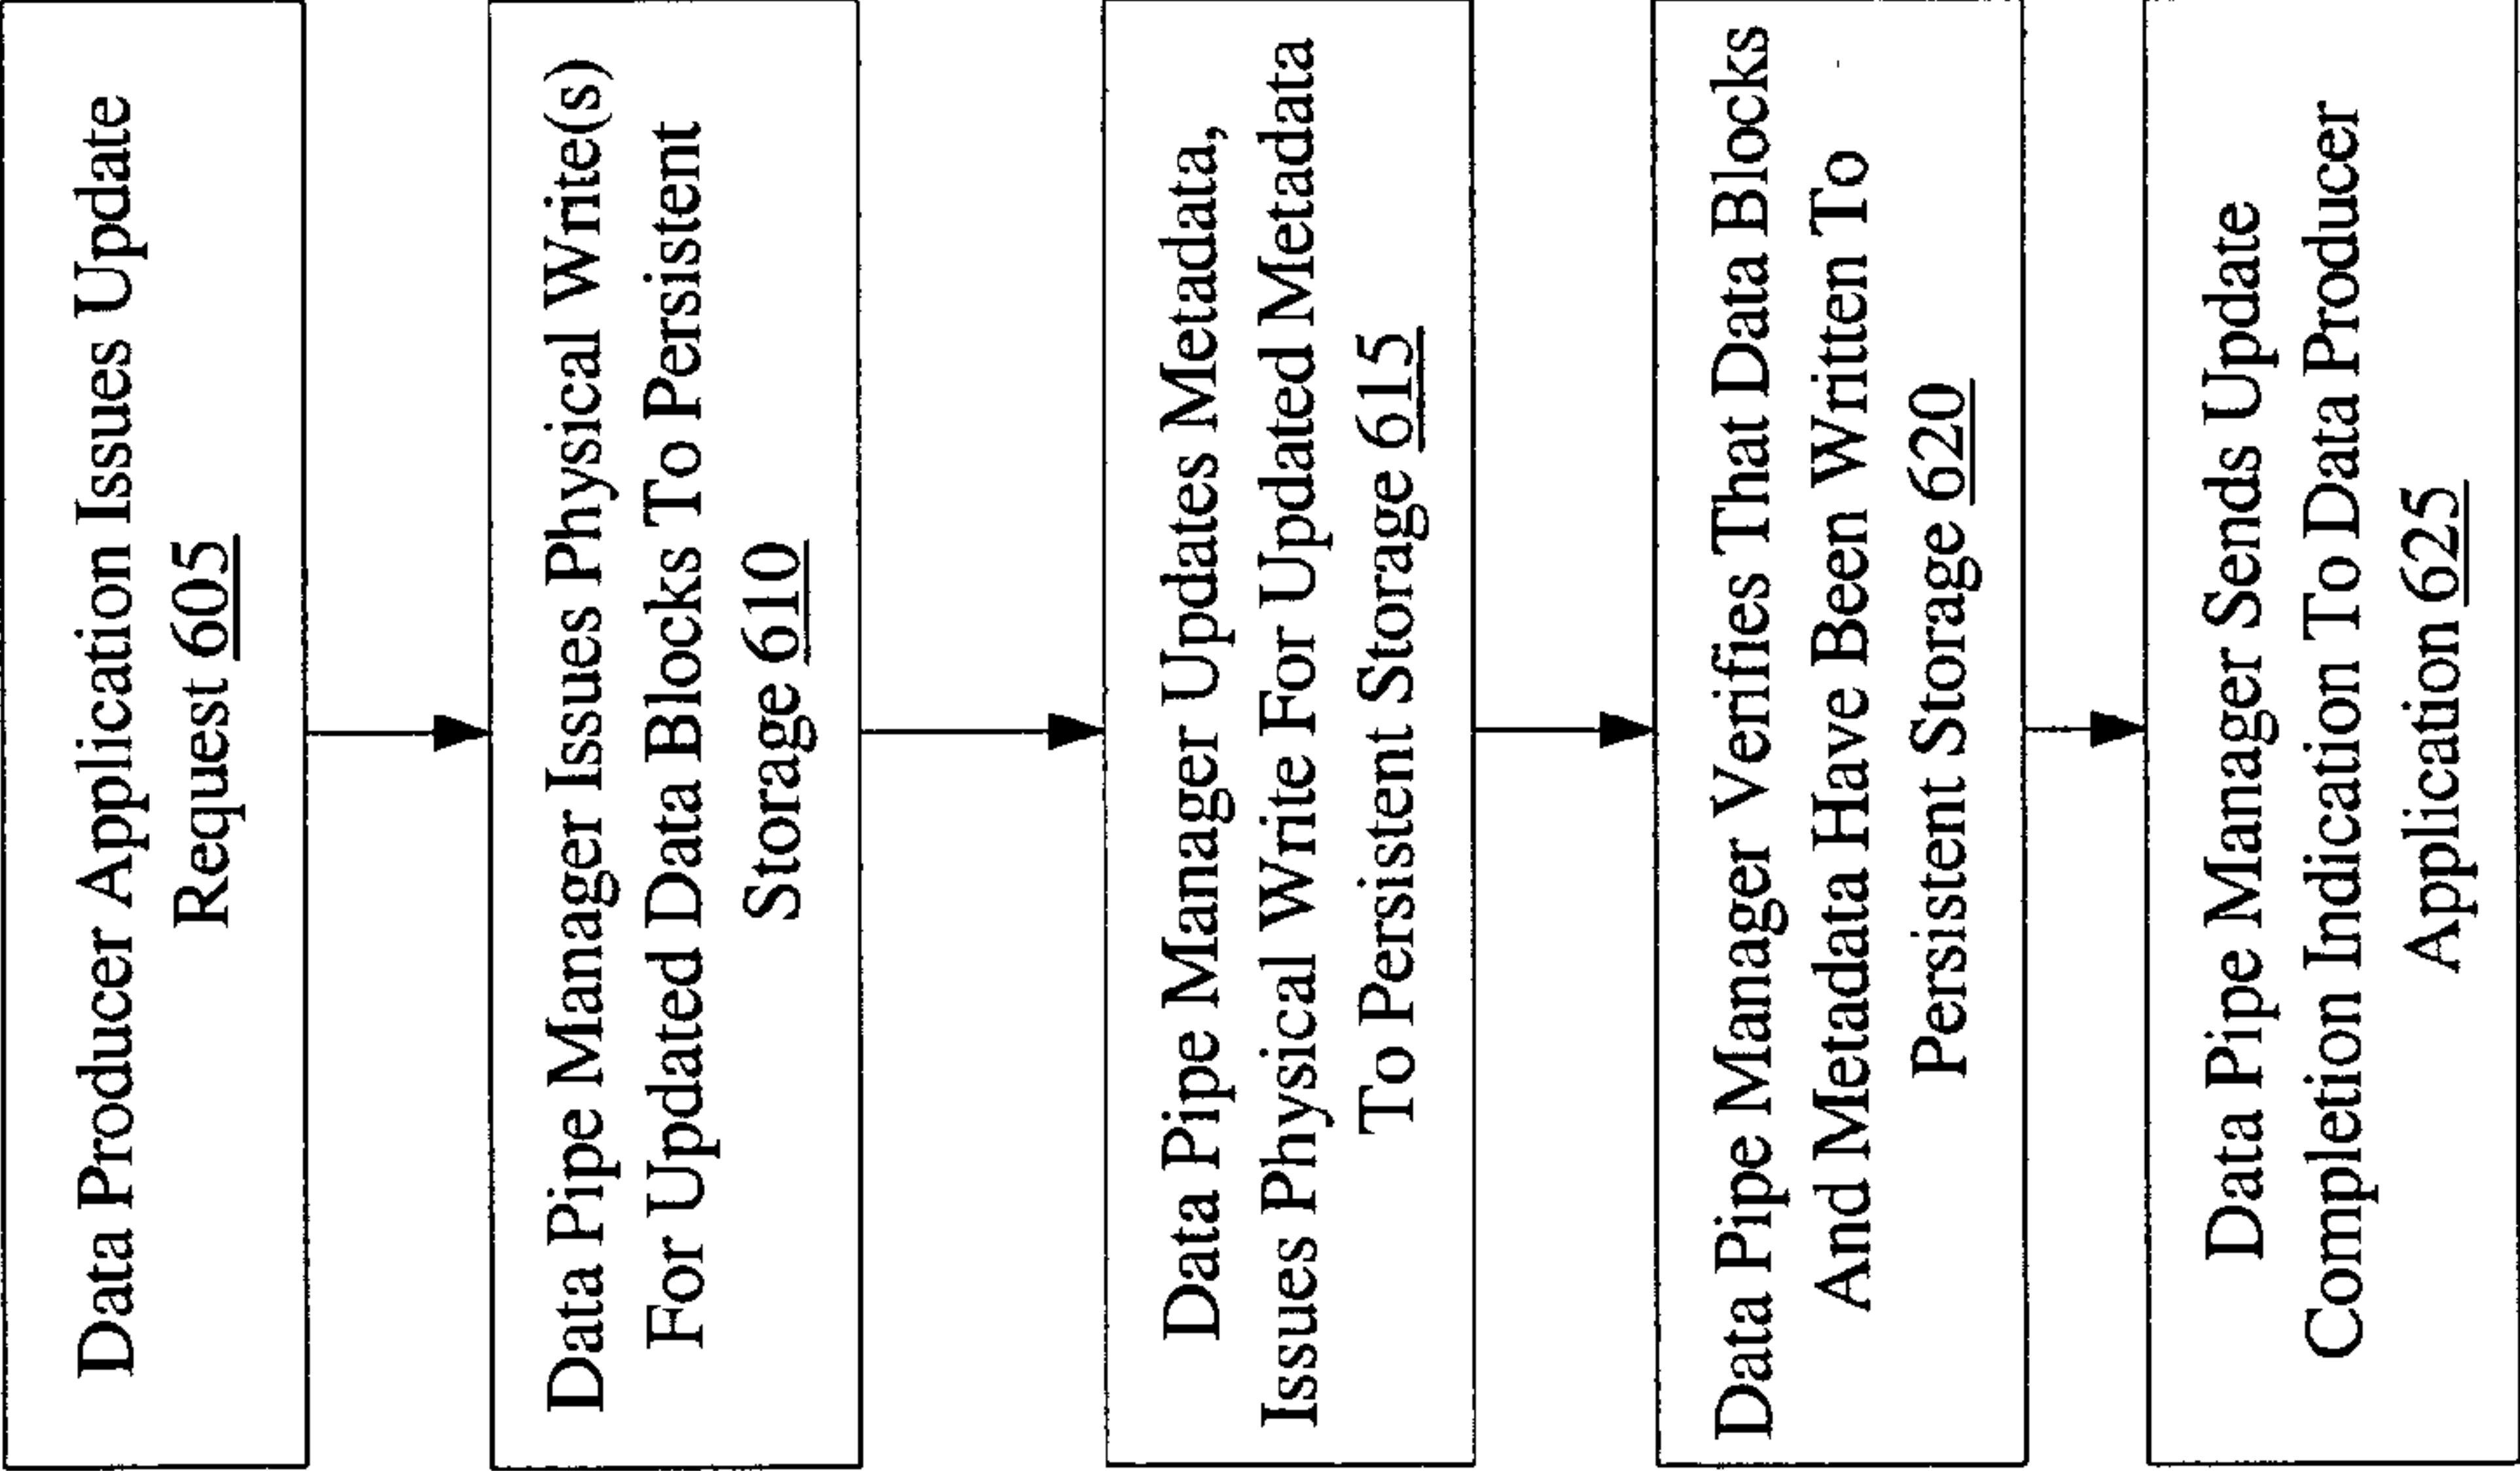 Data Producer Application Issues Update
Request 605
Data Pipe Manager Issues Physical Write(s)
For Updated Data Blocks To Persistent
Storage 610
Data Pipe Manager Updates Metadata,
Issues Physical Write For Updated Metadata
To Persistent Storage 615
Data Pipe Manager Verifies That Data Blocks
And Metadata Have Been Written To
Persistent Storage 620
Data Pipe Manager Sends Update
Completion Indication To Data Producer
Application 625